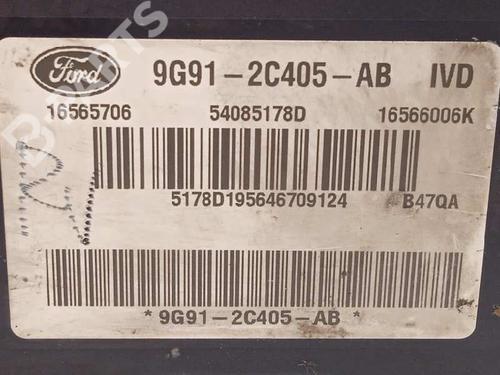 Ford
9G91-2C405-AB IVD
16565706 54085178D 16566006K
5178D195646709124 B47QA
*9G91-2C405-AB*